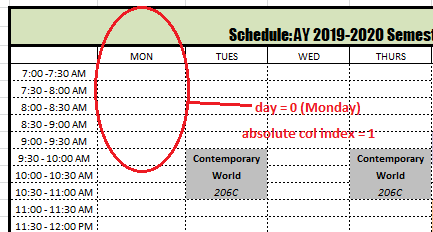 Schedule: AY 2019-2020 Semest
MON TUES WED THURS
7:00 -7:30 AM
7:30 - 8:00 AM
8:00 - 8:30 AM
day = 0 (Monday)
8:30 - 9:00 AM
absolute col index = 1
9:00 - 9:30 AM
9:30 - 10:00 AM Contemporary Contemporary
10:00 - 10:30 AM World World
10:30 - 11:00 AM 206C 206C
11:00 - 11:30 AM
11:30 - 12:00 PM